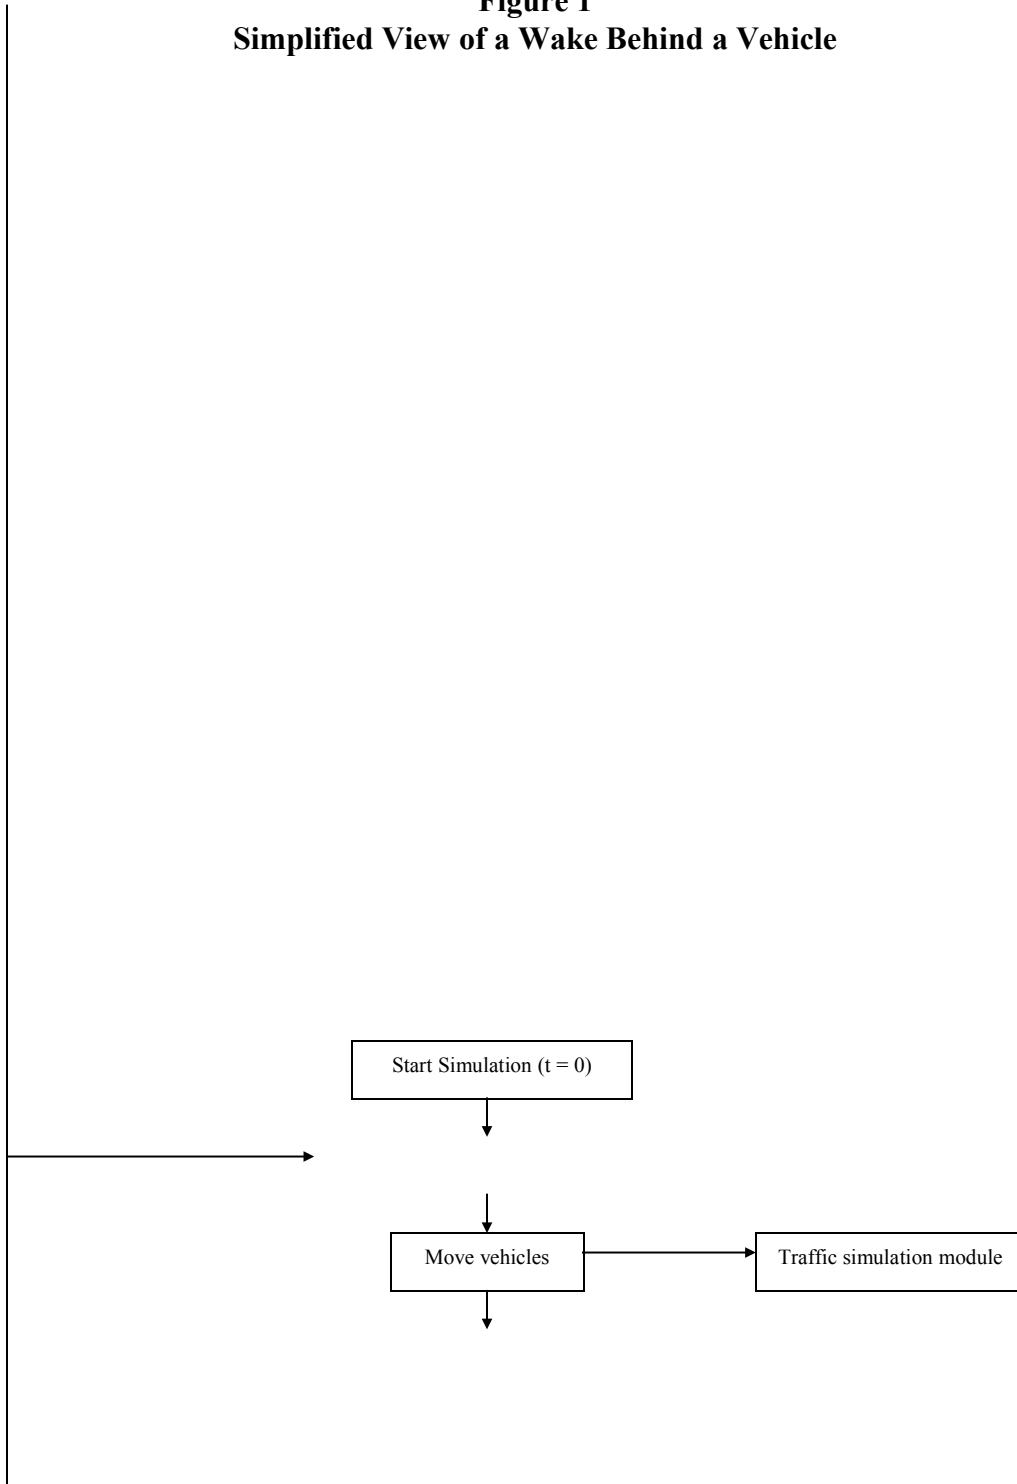 Figure 1
Simplified View of a Wake Behind a Vehicle
Start Simulation (t = 0)
Move vehicles
Traffic simulation module